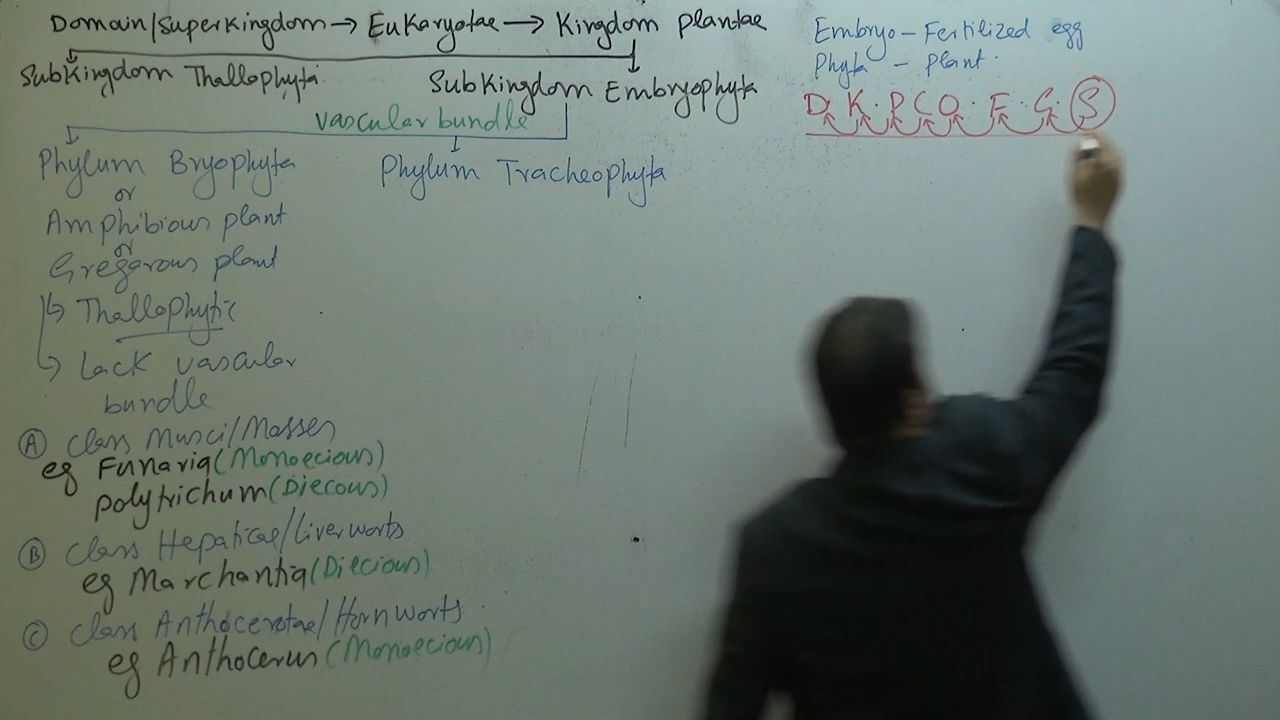 Domain/superkingdom → Eukaryotae → Kingdom plantae
Subkingdom Thallophyta
Subkingdom Embryophyta
vascular bundle
Phylum Bryophyta
or
Amphibious plant
or
Gregarous plant
↳ Thallophytic
↳ Lack vascular
bundle
Phylum Tracheophyta
Ⓐ Class Musci/Mosses
eg Funaria (Monoecious)
polytrichum (Diecous)
Ⓑ Class Hepaticae/Liverworts
eg Marchantia (Diecious)
Ⓒ Class Anthocerotae/Hornworts
eg Anthocerus (Monoecious)
Embryo - Fertilized egg
Phyta - plant.
D K. P C O. F. G. S